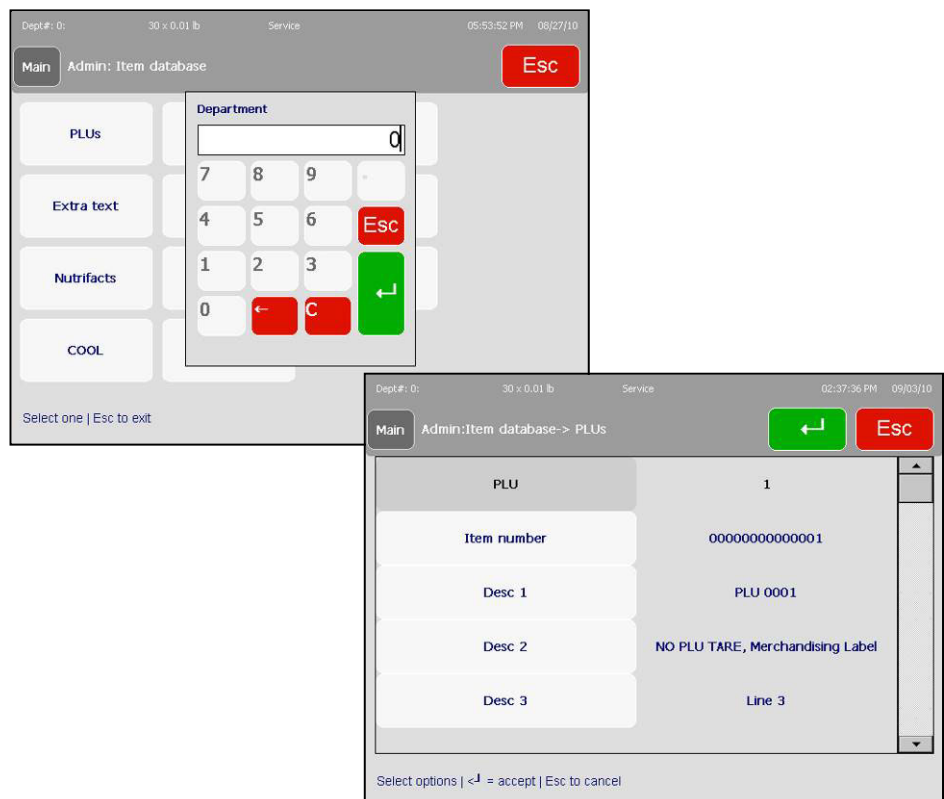 Dept#: 0: 30 x 0.01 lb Service 05:53:52 PM 08/27/10
Main Admin: Item database Esc
Department
PLUs
0
7 8 9 .
Extra text
4 5 6 Esc
1 2 3 ↵
Nutrifacts
0 ← C
COOL
Select one | Esc to exit
Dept#: 0: 30 x 0.01 lb Service 02:37:36 PM 09/03/10
Main Admin:Item database-> PLUs ↵ Esc
PLU 1
Item number 00000000000001
Desc 1 PLU 0001
Desc 2 NO PLU TARE, Merchandising Label
Desc 3 Line 3
Select options | <┘ = accept | Esc to cancel